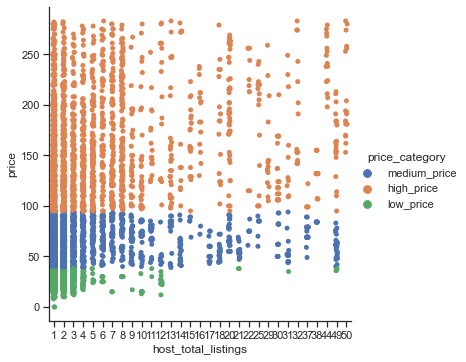 250
200
150
100
50
0
price
1 2 3 4 5 6 7 8 9 10 11 12 13 14 15 16 17 18 20 21 22 25 29 30 31 32 37 38 44 49 50
host_total_listings
price_category
medium_price
high_price
low_price